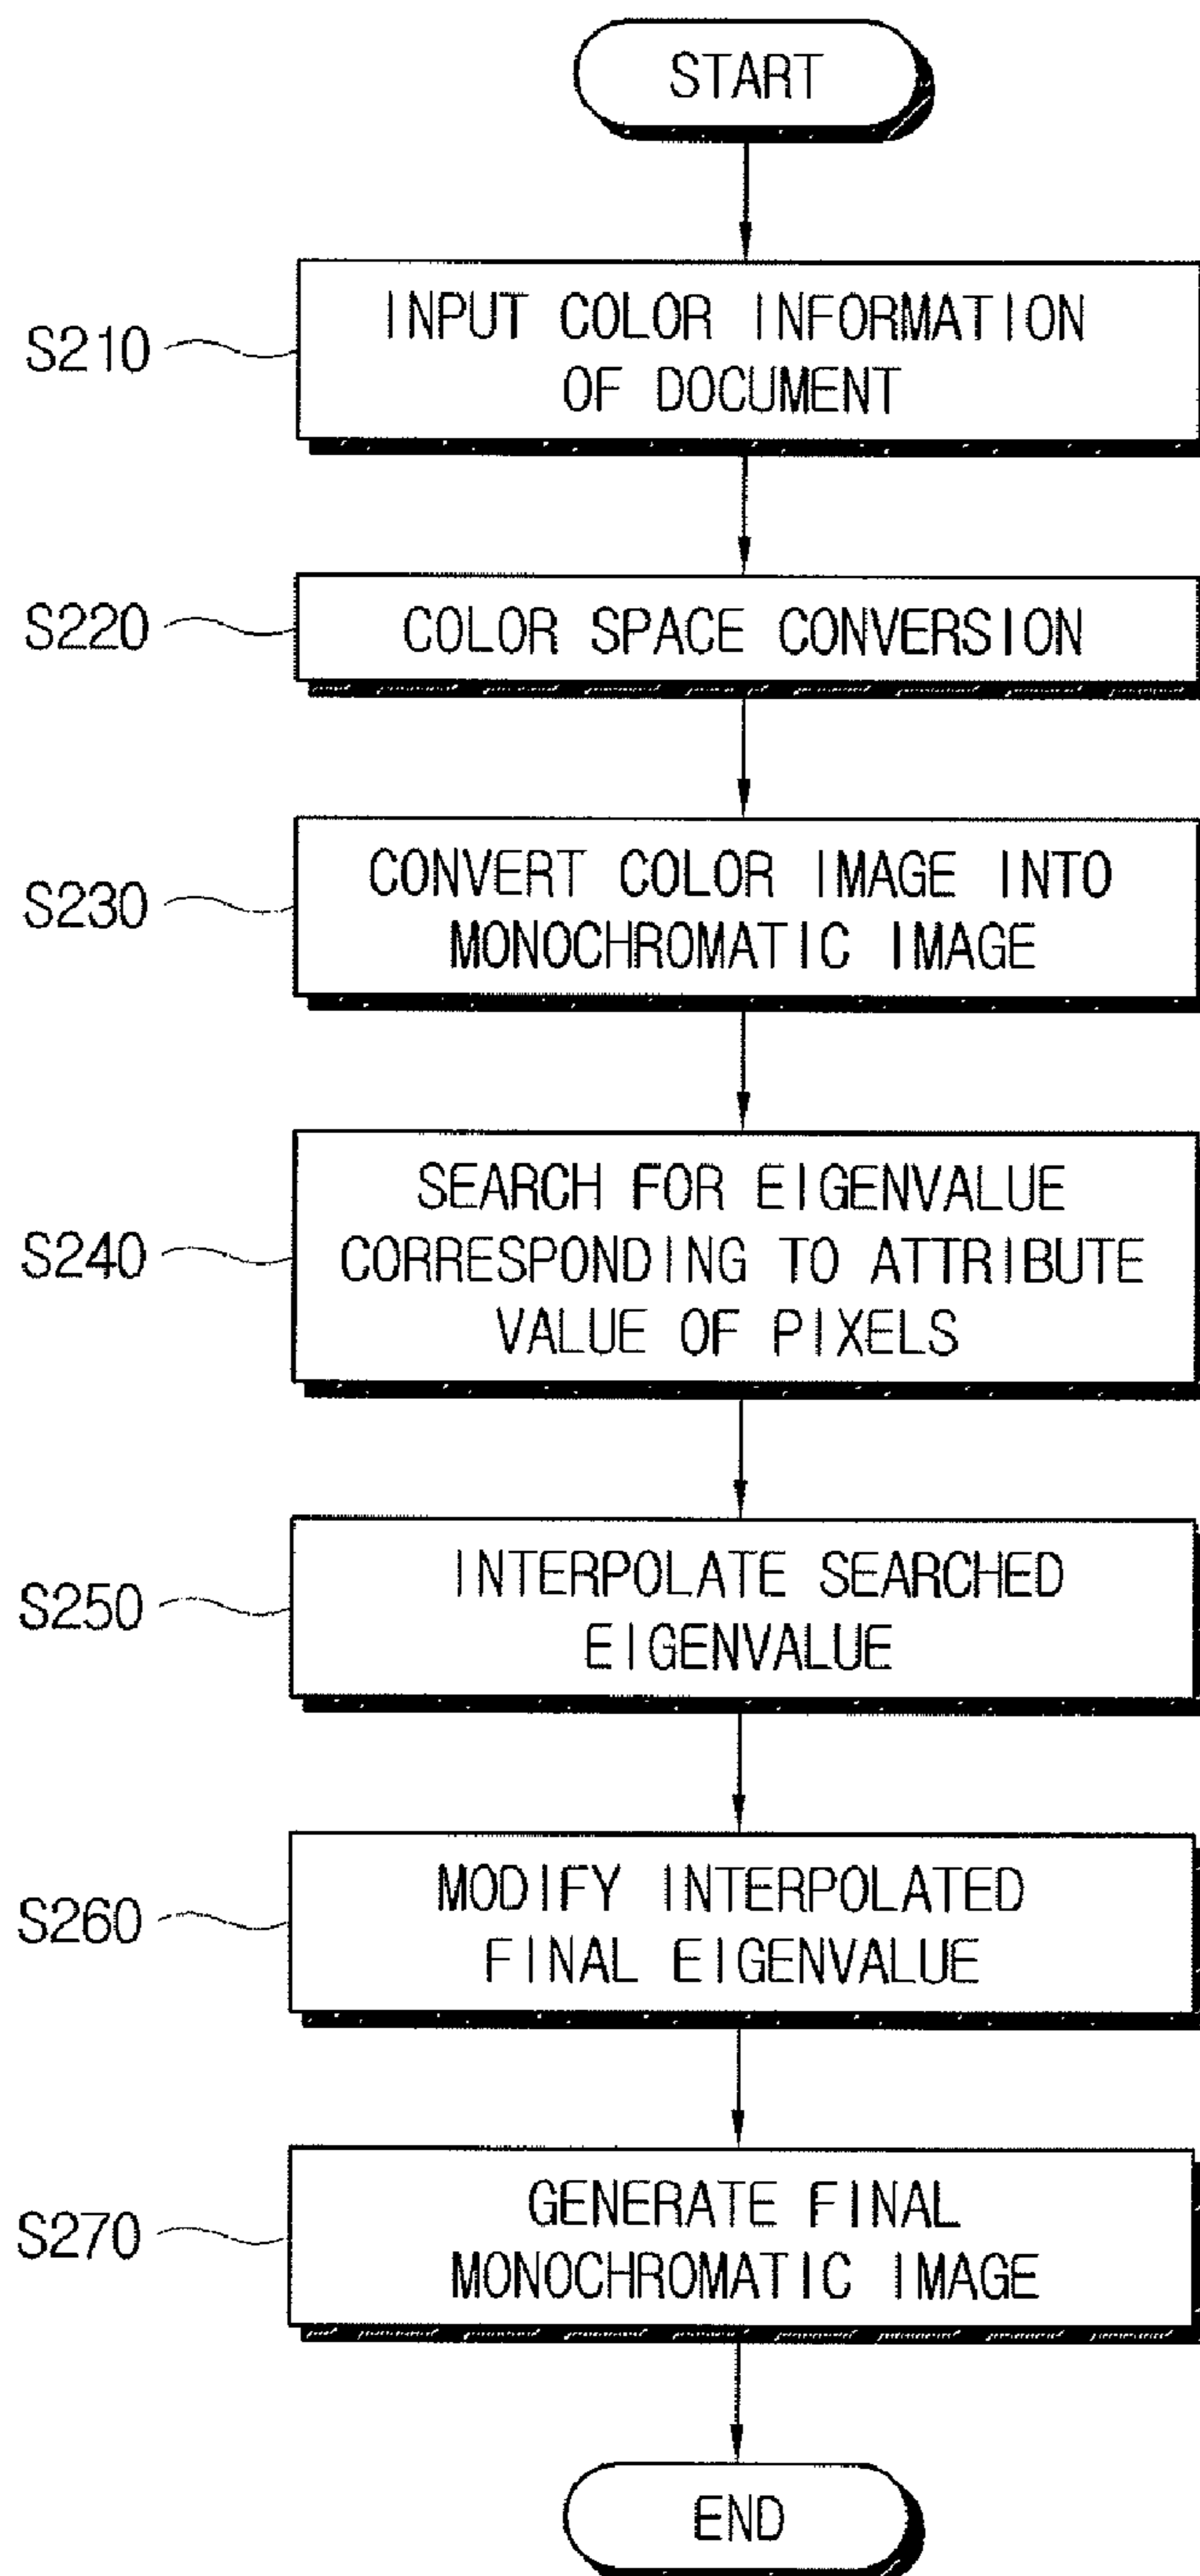 START
S210
INPUT COLOR INFORMATION
OF DOCUMENT
S220
COLOR SPACE CONVERSION
S230
CONVERT COLOR IMAGE INTO
MONOCHROMATIC IMAGE
S240
SEARCH FOR EIGENVALUE
CORRESPONDING TO ATTRIBUTE
VALUE OF PIXELS
S250
INTERPOLATE SEARCHED
EIGENVALUE
S260
MODIFY INTERPOLATED
FINAL EIGENVALUE
S270
GENERATE FINAL
MONOCHROMATIC IMAGE
END